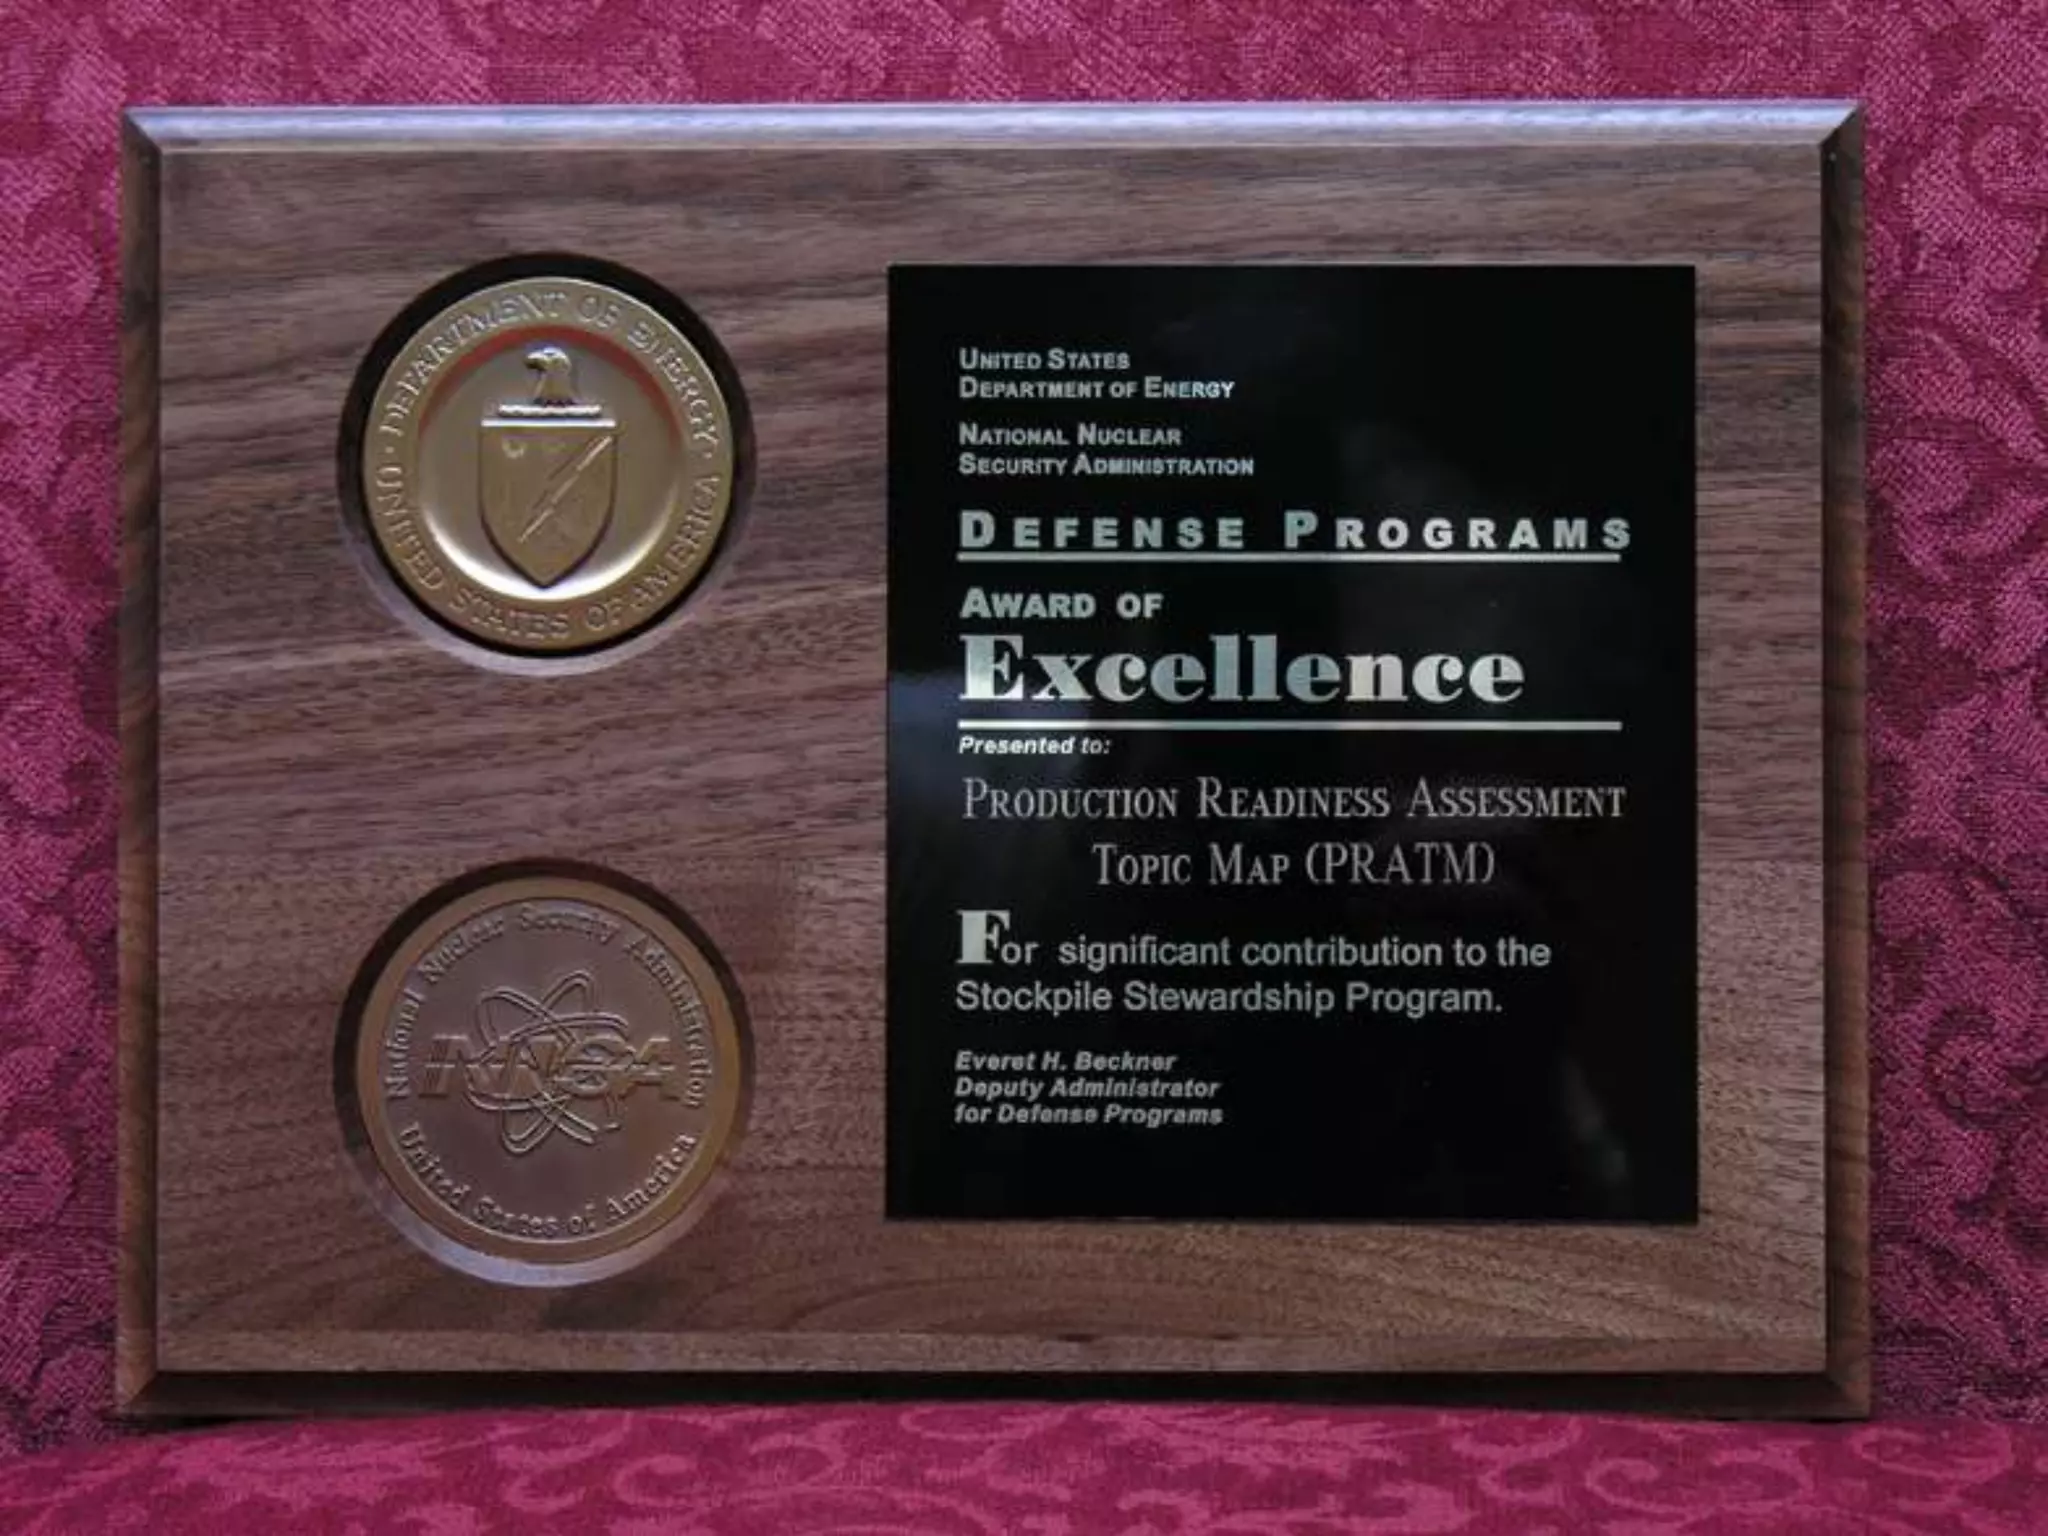 DEPARTMENT OF ENERGY
UNITED STATES OF AMERICA
National Nuclear Security Administration
NNSA
United States of America
UNITED STATES
DEPARTMENT OF ENERGY
NATIONAL NUCLEAR
SECURITY ADMINISTRATION
DEFENSE PROGRAMS
AWARD OF
Excellence
Presented to:
PRODUCTION READINESS ASSESSMENT
TOPIC MAP (PRATM)
For significant contribution to the
Stockpile Stewardship Program.
Everet H. Beckner
Deputy Administrator
for Defense Programs